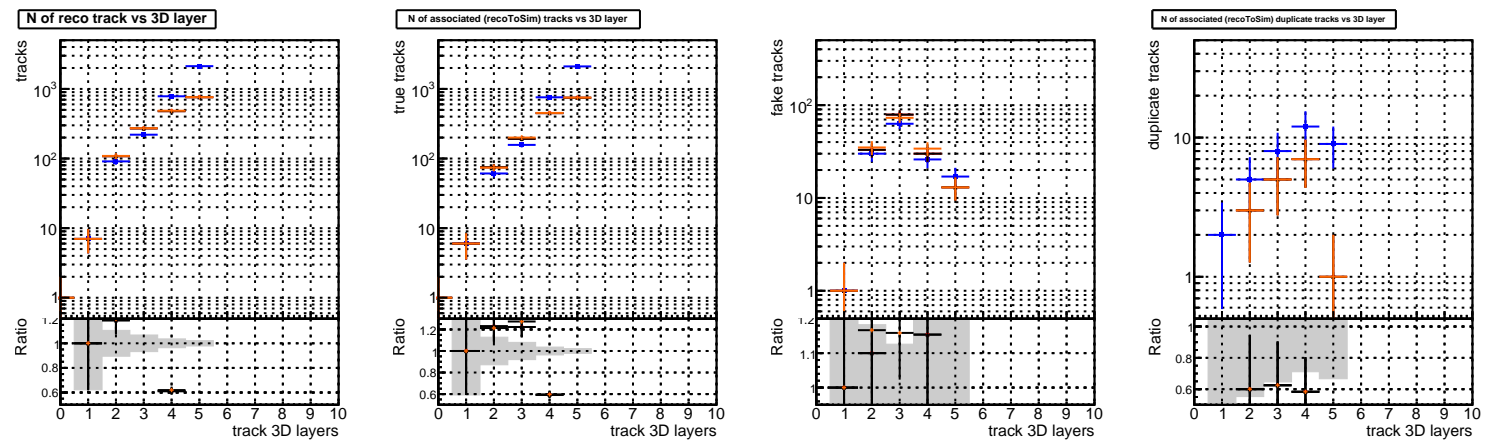 N of reco track vs 3D layer
tracks
10³
10²
10
1
Ratio
1.2
1
0.8
0.6
0 1 2 3 4 5 6 7 8 9 10
track 3D layers
N of associated (recoToSim) tracks vs 3D layer
true tracks
10³
10²
10
1
Ratio
1.2
1
0.8
0.6
0 1 2 3 4 5 6 7 8 9 10
track 3D layers
fake tracks
10²
10
1
Ratio
1.2
1.1
1
0 1 2 3 4 5 6 7 8 9 10
track 3D layers
N of associated (recoToSim) duplicate tracks vs 3D layer
duplicate tracks
10
1
Ratio
1
0.8
0.6
0 1 2 3 4 5 6 7 8 9 10
track 3D layers